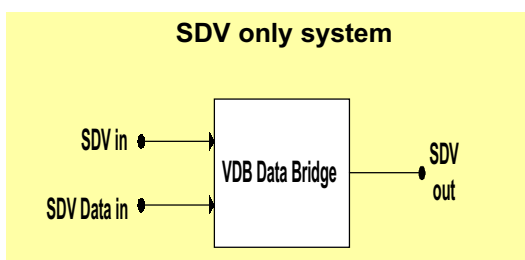 SDV only system
SDV in
VDB Data Bridge
SDV
out
SDV Data in